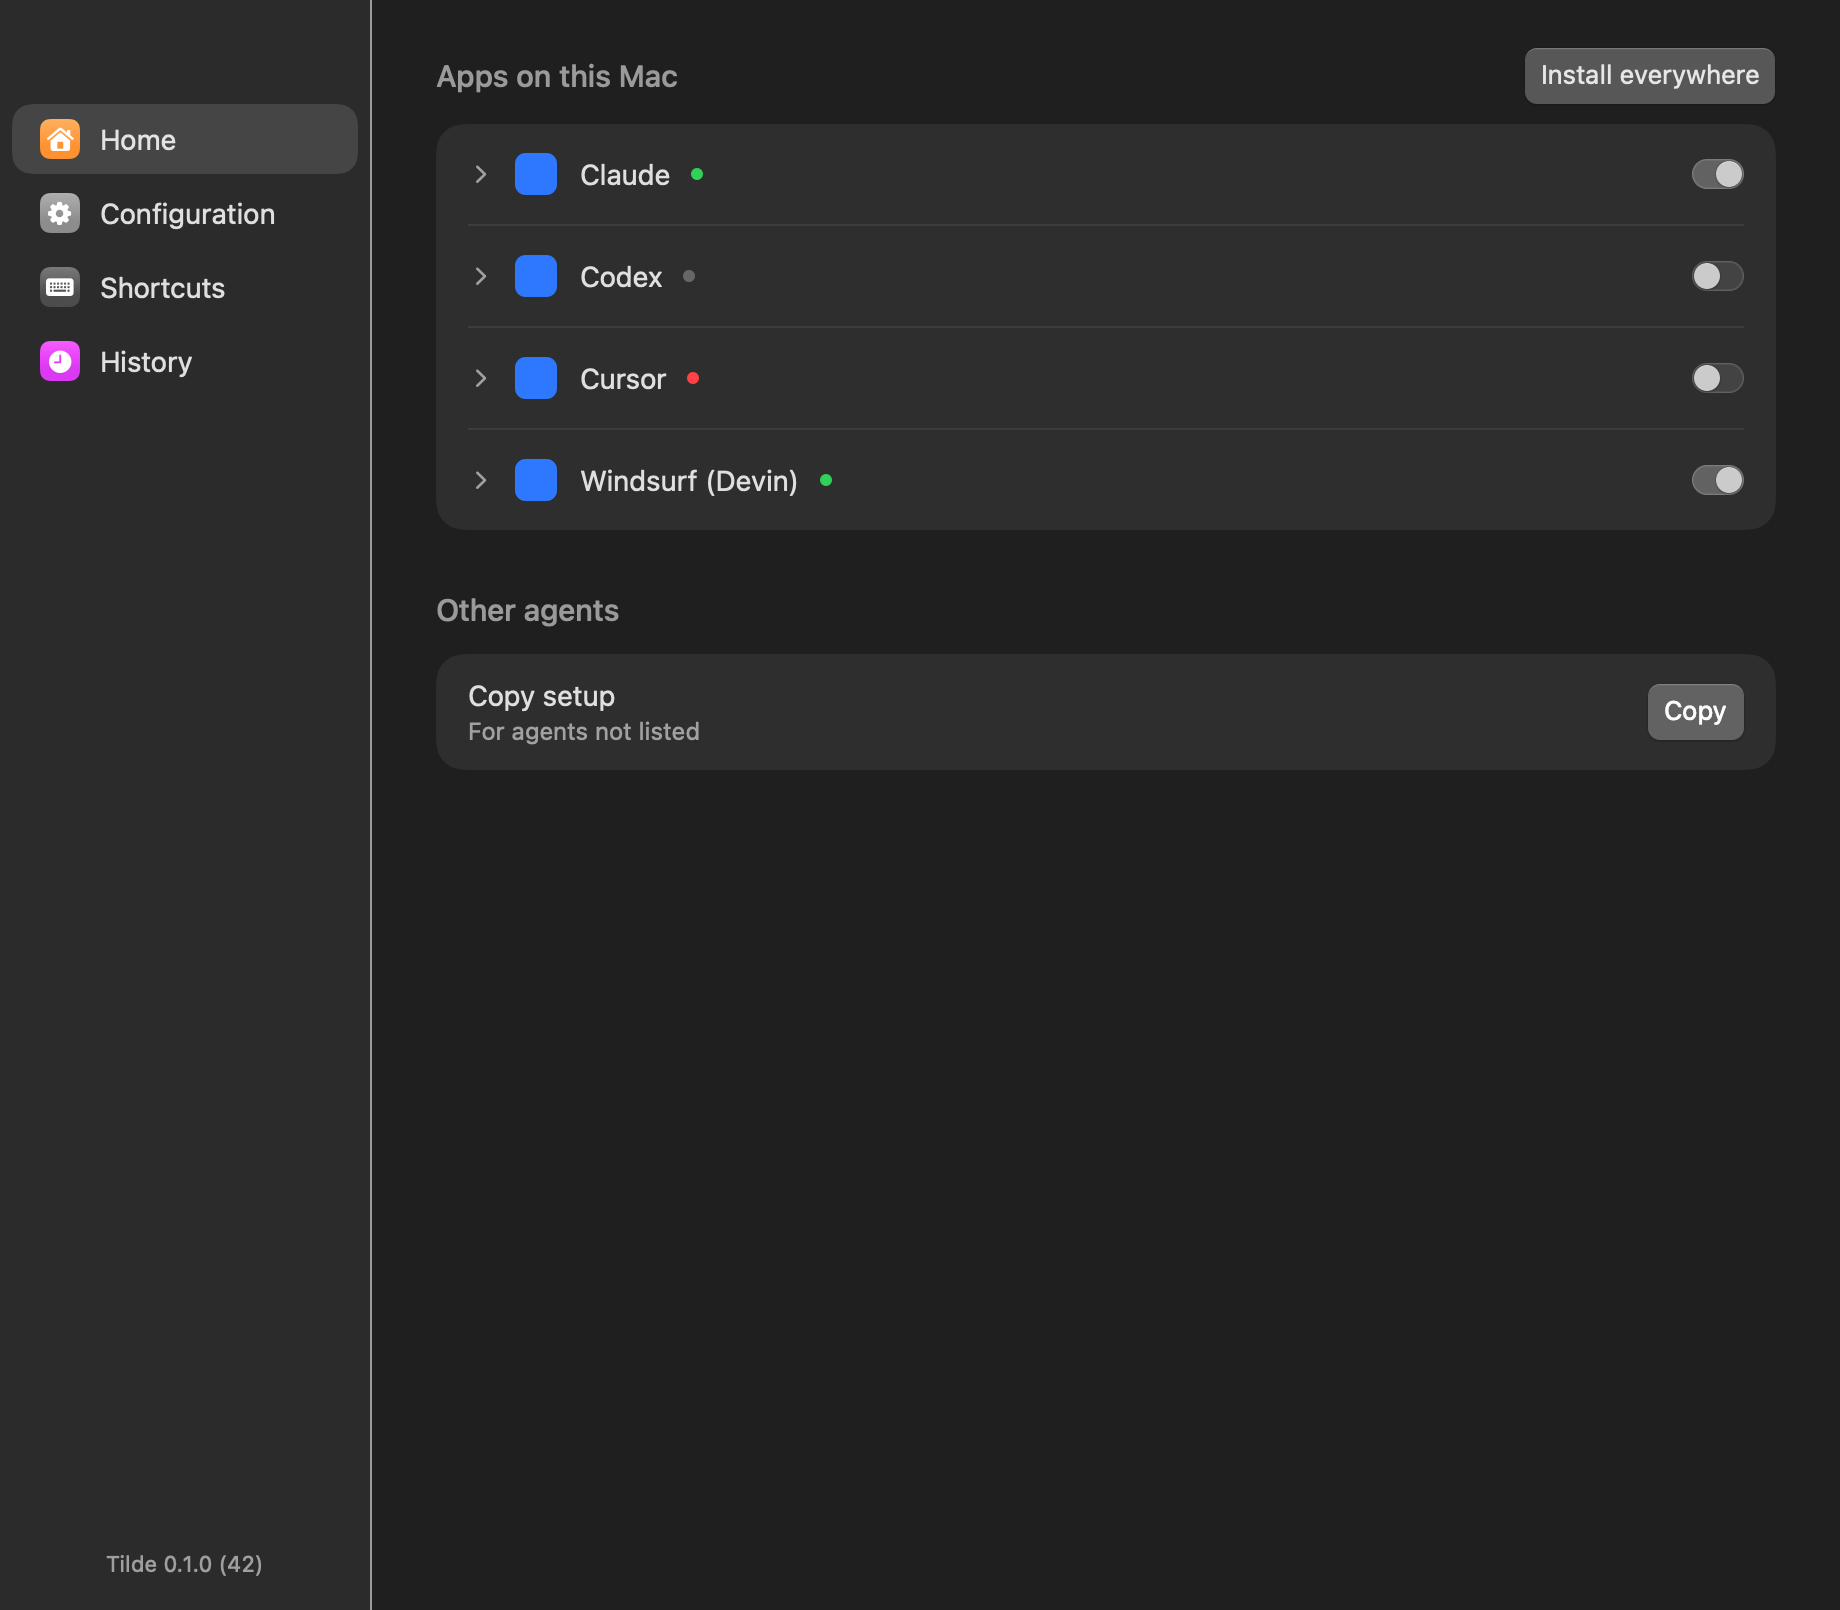 Home
Configuration
Shortcuts
History
Tilde 0.1.0 (42)
Apps on this Mac
Install everywhere
Claude
Codex
Cursor
Windsurf (Devin)
Other agents
Copy setup
For agents not listed
Copy